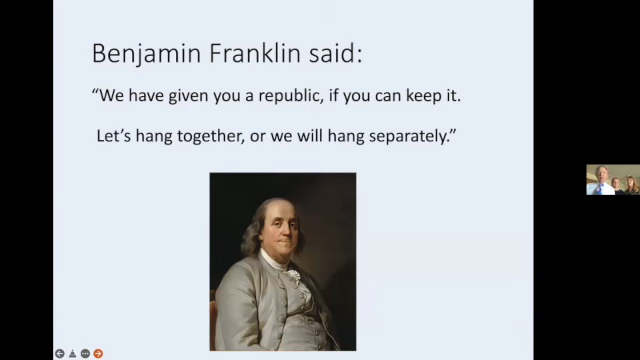 Benjamin Franklin said:
“We have given you a republic, if you can keep it.
Let’s hang together, or we will hang separately.”